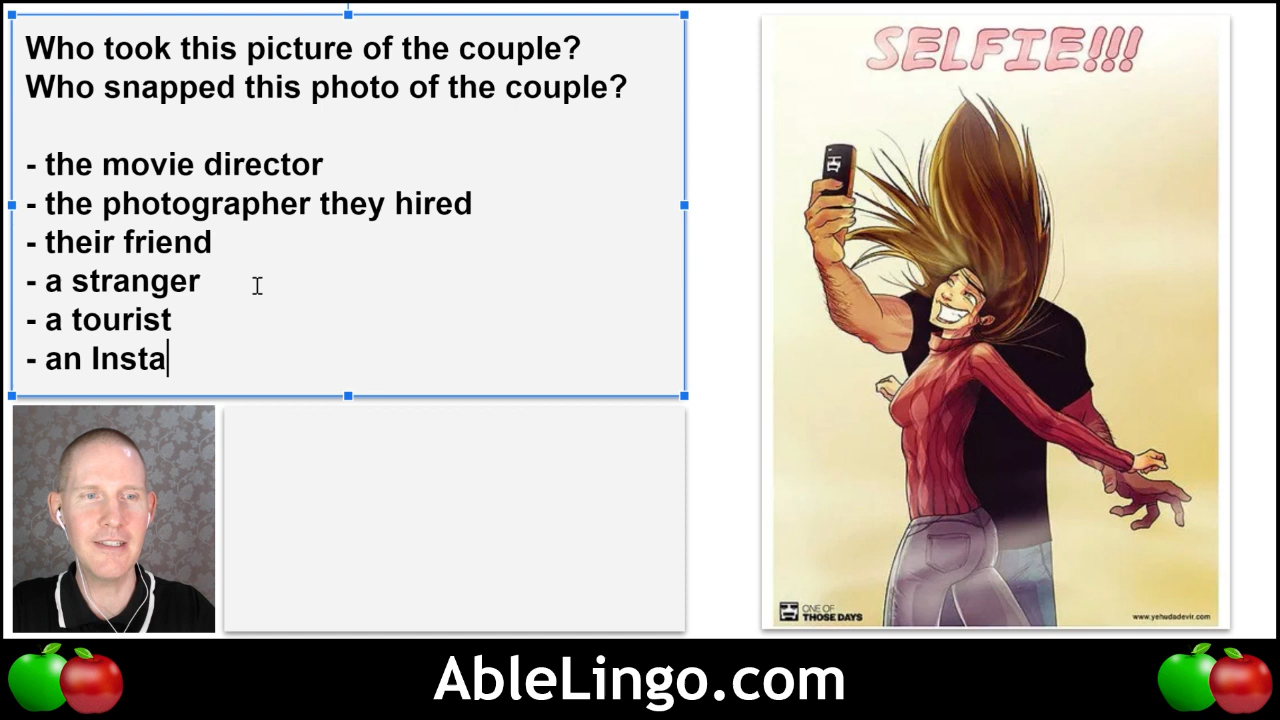 Who took this picture of the couple?
Who snapped this photo of the couple?
- the movie director
- the photographer they hired
- their friend
- a stranger
- a tourist
- an Insta
SELFIE!!!
ONE OF
THOSE DAYS
www.yehudadevir.com
AbleLingo.com